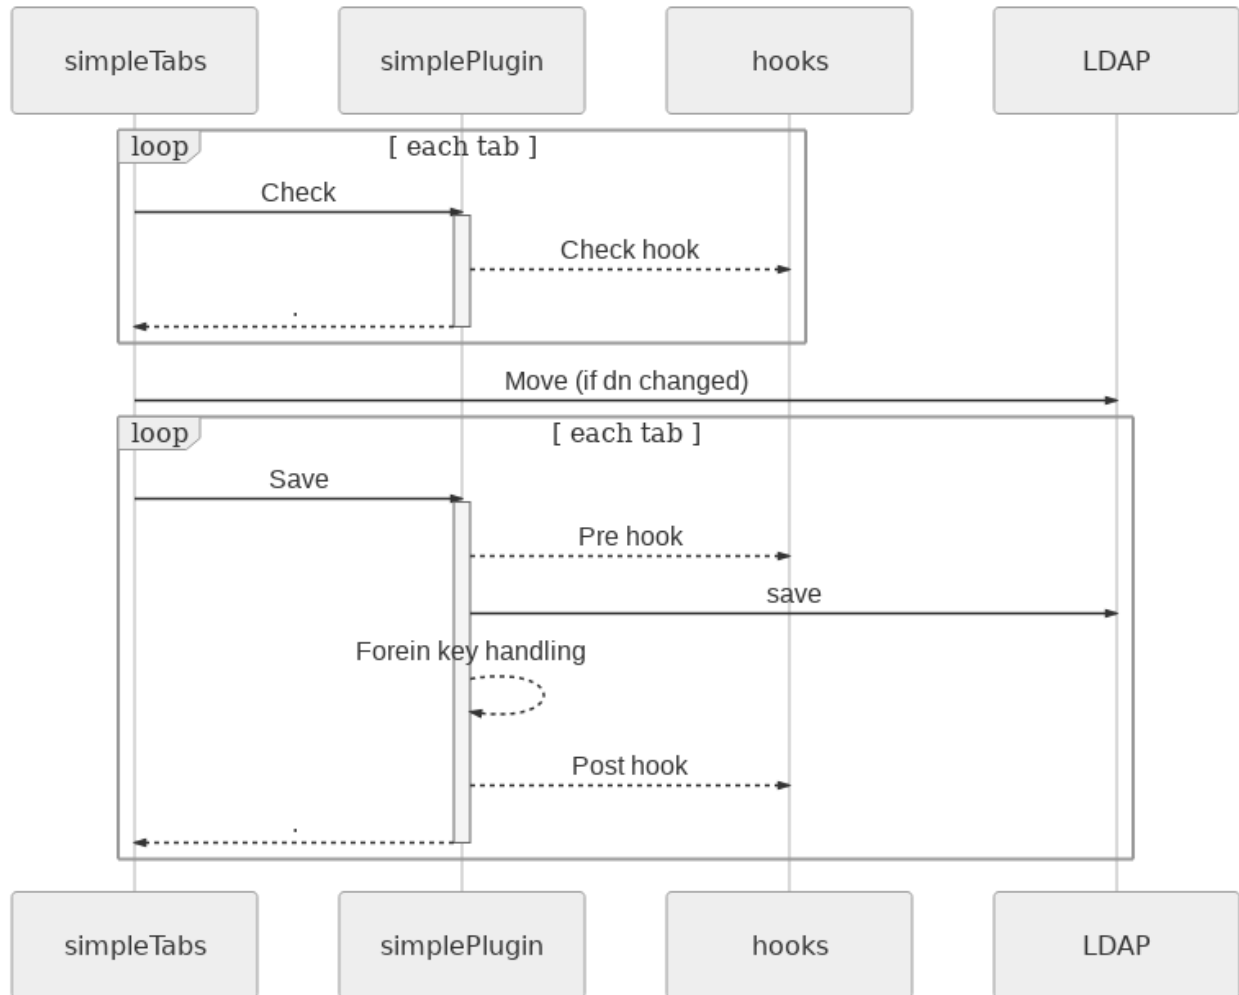 simpleTabs
simplePlugin
hooks
LDAP
loop
[ each tab ]
Check
Check hook
.
Move (if dn changed)
loop
[ each tab ]
Save
Pre hook
save
Forein key handling
Post hook
.
simpleTabs
simplePlugin
hooks
LDAP